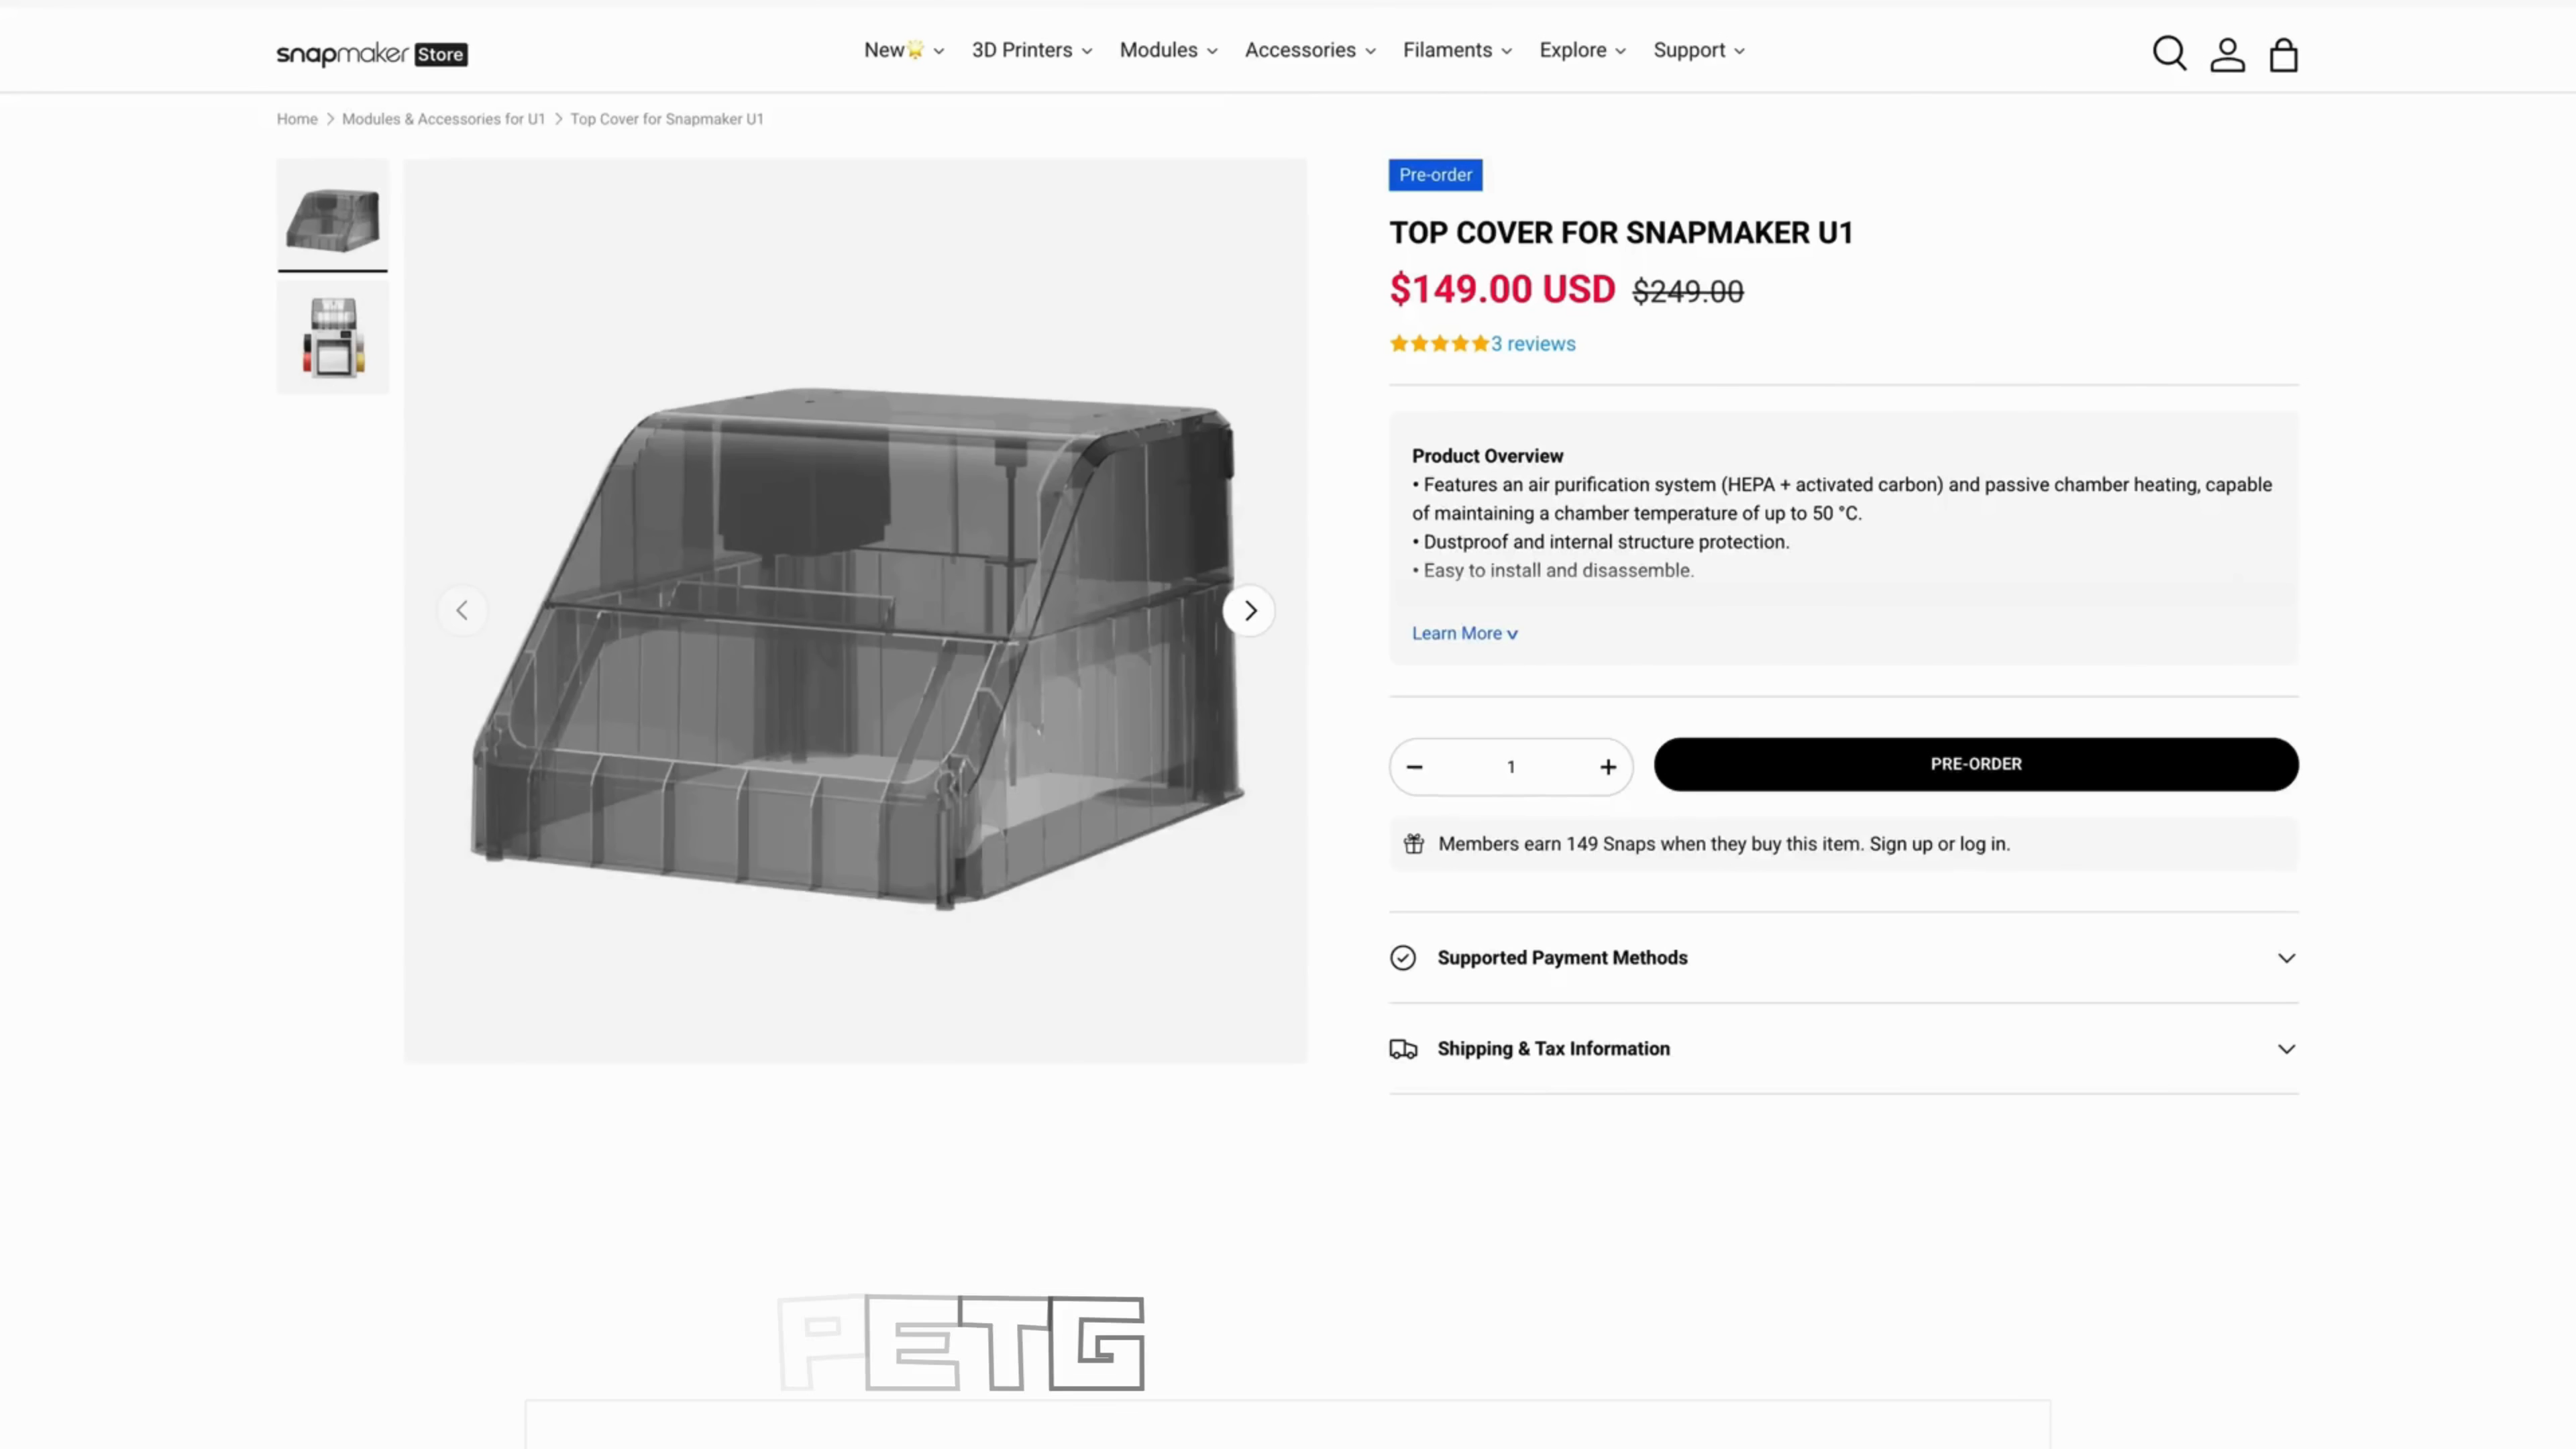 snapmaker Store
New 3D Printers Modules Accessories Filaments Explore Support
Home > Modules & Accessories for U1 > Top Cover for Snapmaker U1
Pre-order
TOP COVER FOR SNAPMAKER U1
$149.00 USD $249.00
3 reviews
Product Overview
• Features an air purification system (HEPA + activated carbon) and passive chamber heating, capable
of maintaining a chamber temperature of up to 50 °C.
• Dustproof and internal structure protection.
• Easy to install and disassemble.
Learn More
1
PRE-ORDER
Members earn 149 Snaps when they buy this item. Sign up or log in.
Supported Payment Methods
Shipping & Tax Information
PETG